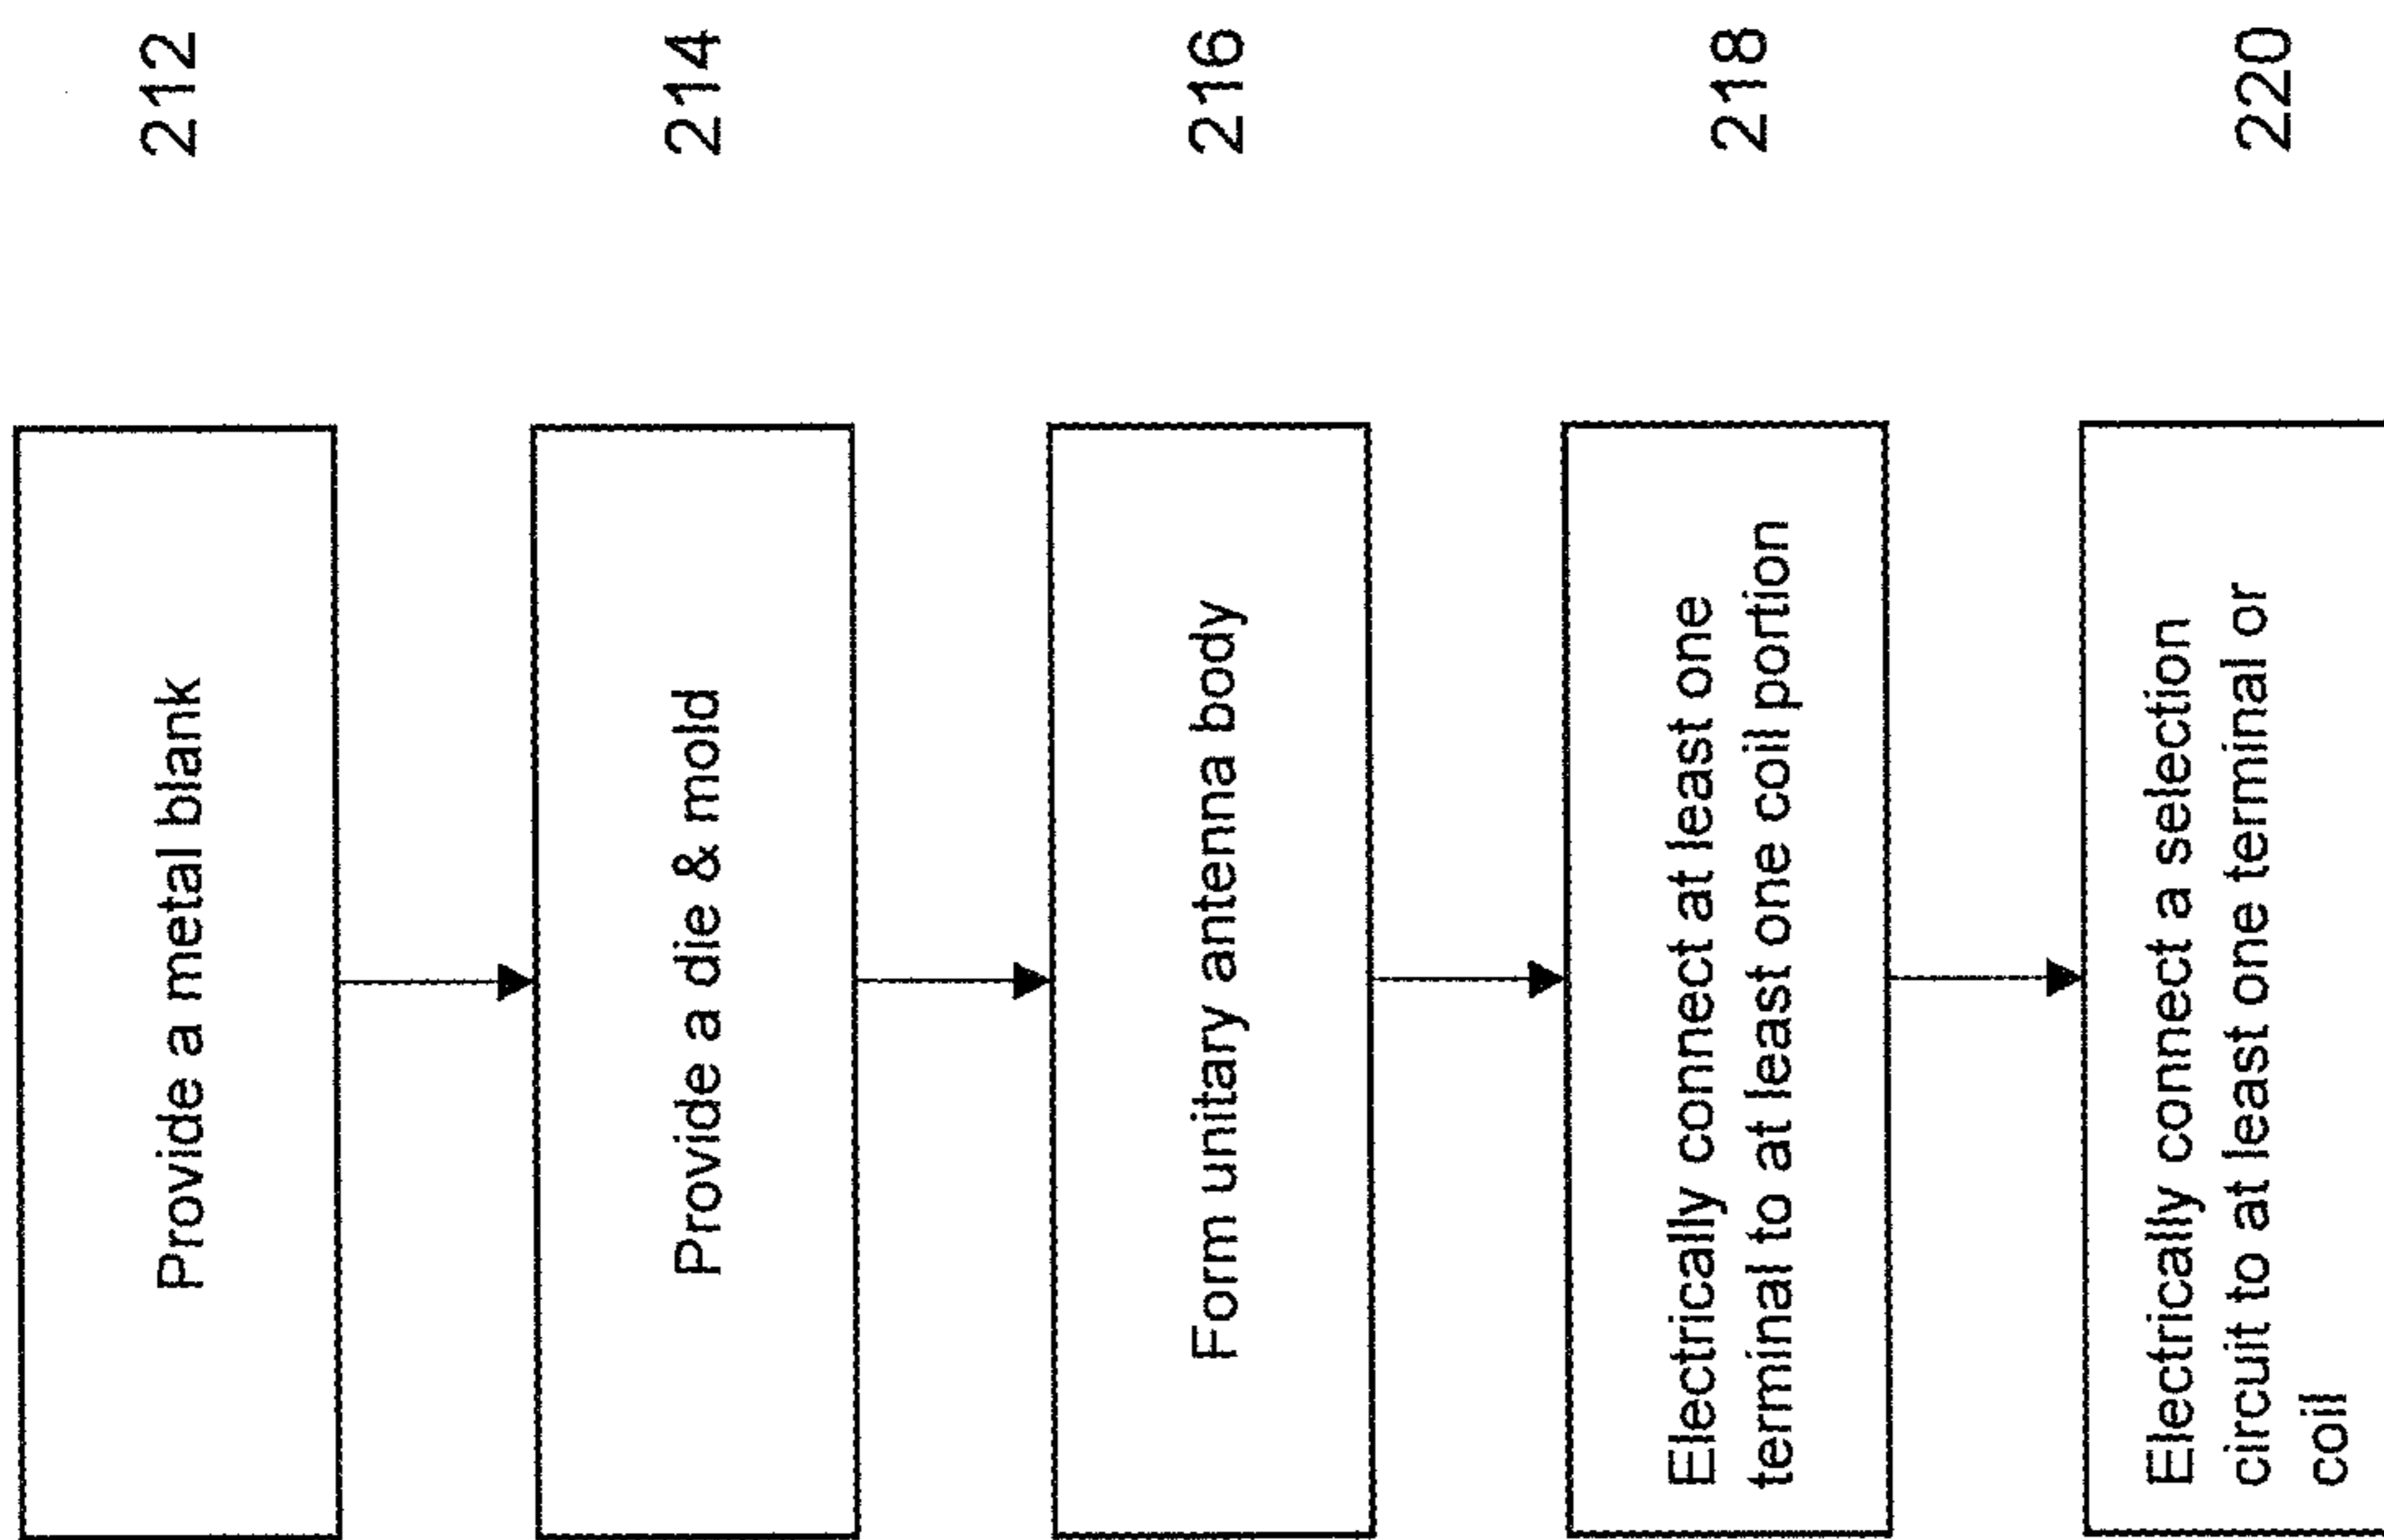 Provide a metal blank
212
Provide a die & mold
214
Form unitary antenna body
216
Electrically connect at least one
terminal to at least one coil portion
218
Electrically connect a selection
circuit to at least one terminal or
coil
220